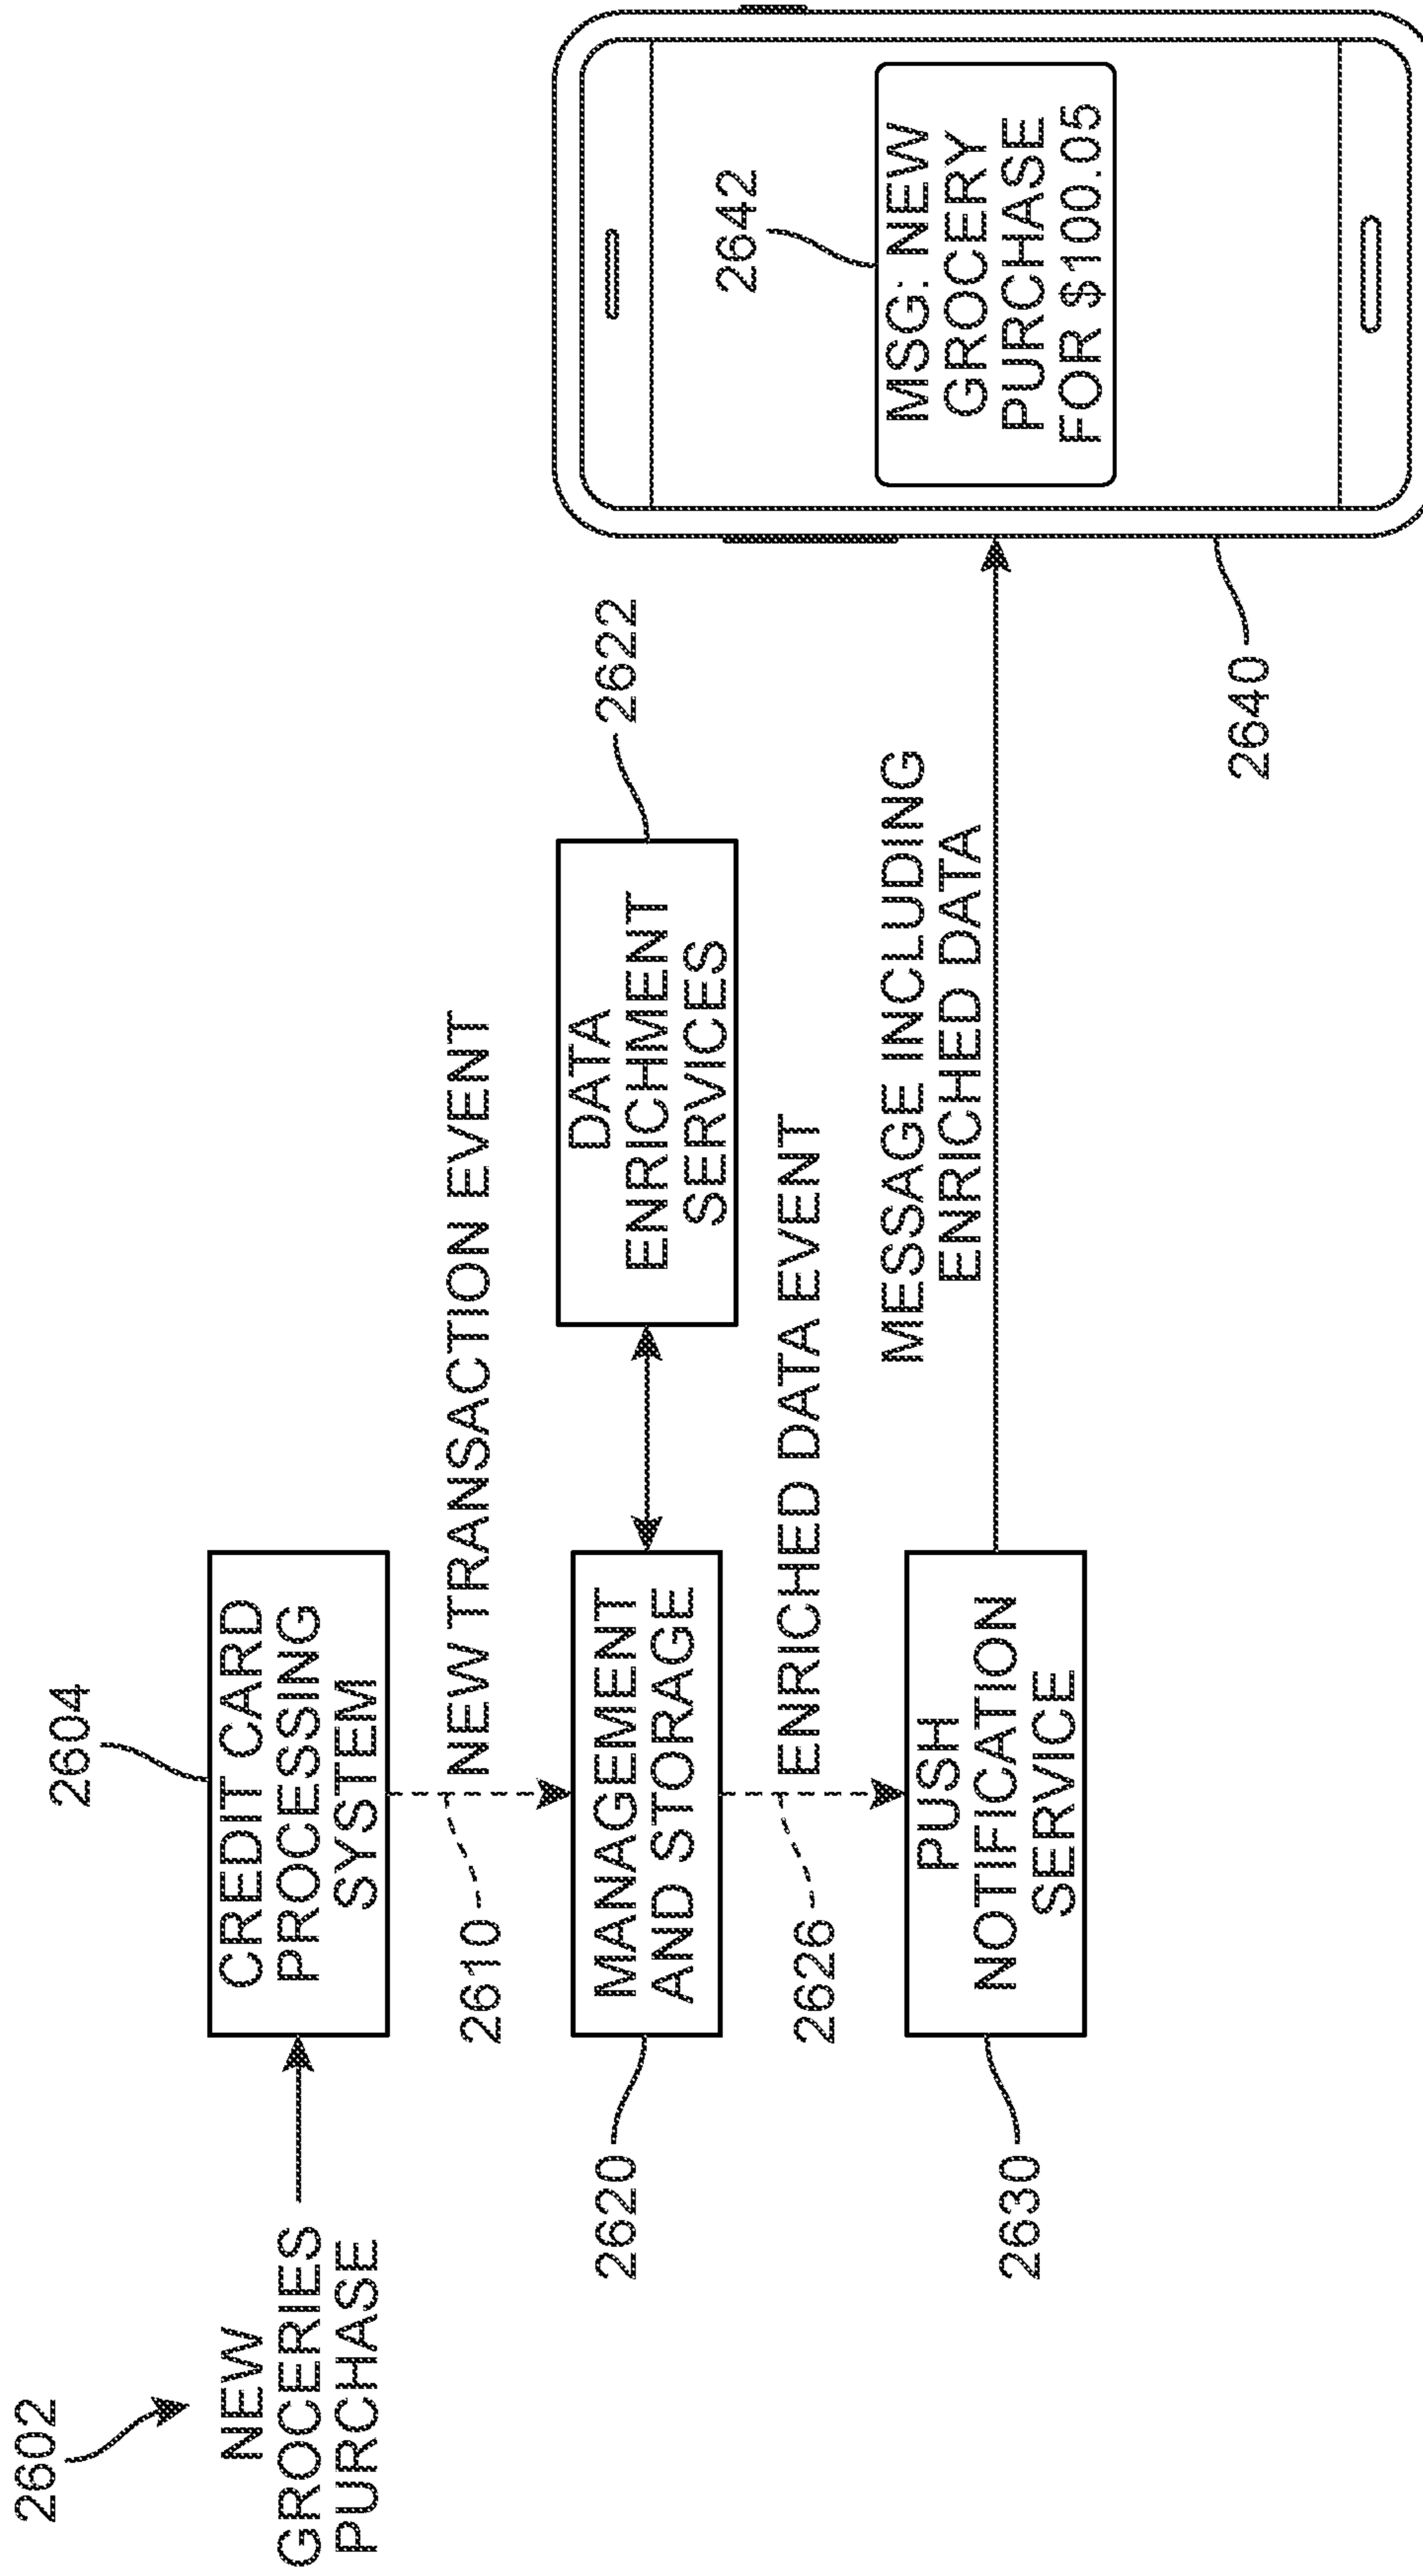 2602
NEW
GROCERIES
PURCHASE
2604
CREDIT CARD
PROCESSING
SYSTEM
2610
NEW TRANSACTION EVENT
2620
MANAGEMENT
AND STORAGE
DATA
ENRICHMENT
SERVICES
2622
2626
ENRICHED DATA EVENT
2630
PUSH
NOTIFICATION
SERVICE
MESSAGE INCLUDING
ENRICHED DATA
2640
2642
MSG: NEW
GROCERY
PURCHASE
FOR $100.05